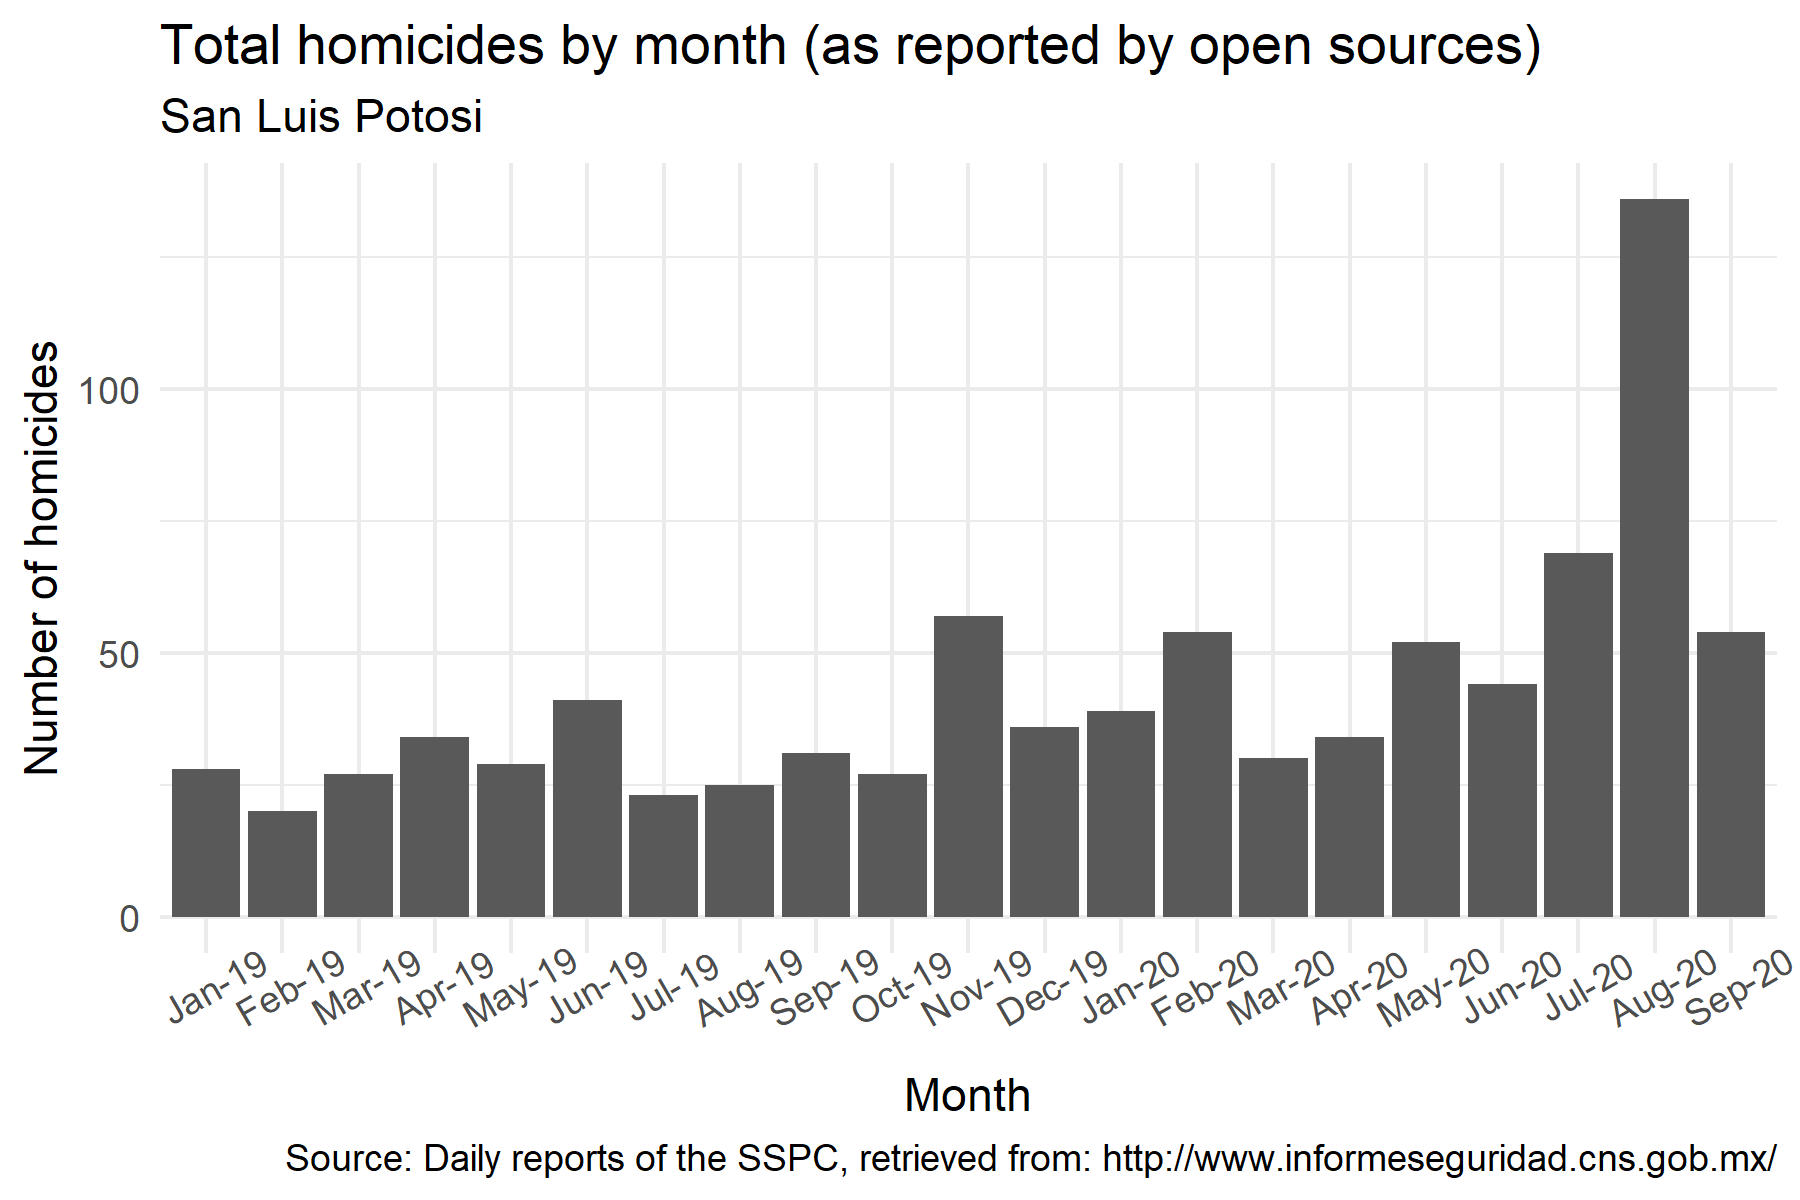 Total homicides by month (as reported by open sources)
San Luis Potosi
Number of homicides
100
50
0
Jan-19
Feb-19
Mar-19
Apr-19
May-19
Jun-19
Jul-19
Aug-19
Sep-19
Oct-19
Nov-19
Dec-19
Jan-20
Feb-20
Mar-20
Apr-20
May-20
Jun-20
Jul-20
Aug-20
Sep-20
Month
Source: Daily reports of the SSPC, retrieved from: http://www.informeseguridad.cns.gob.mx/